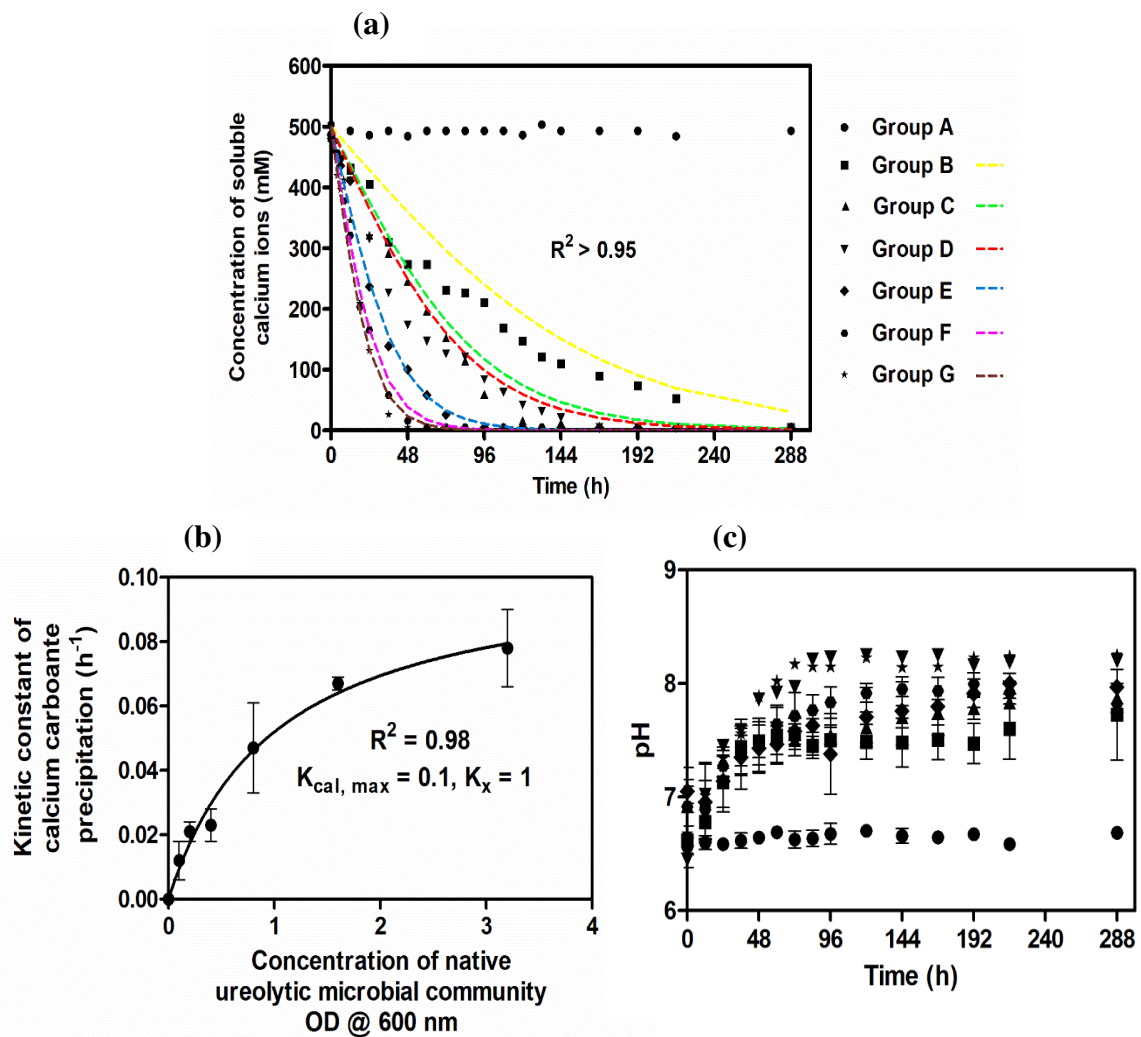 (a)
600
500
400
300
200
100
0
Concentration of soluble
calcium ions (mM)
R² > 0.95
0 48 96 144 192 240 288
Time (h)
Group A
Group B
Group C
Group D
Group E
Group F
Group G
(b)
0.10
0.08
0.06
0.04
0.02
0.00
Kinetic constant of
calcium carboante
precipitation (h⁻¹)
R² = 0.98
K cal, max = 0.1, K x = 1
0 1 2 3 4
Concentration of native
ureolytic microbial community
OD @ 600 nm
(c)
9
8
7
6
pH
0 48 96 144 192 240 288
Time (h)